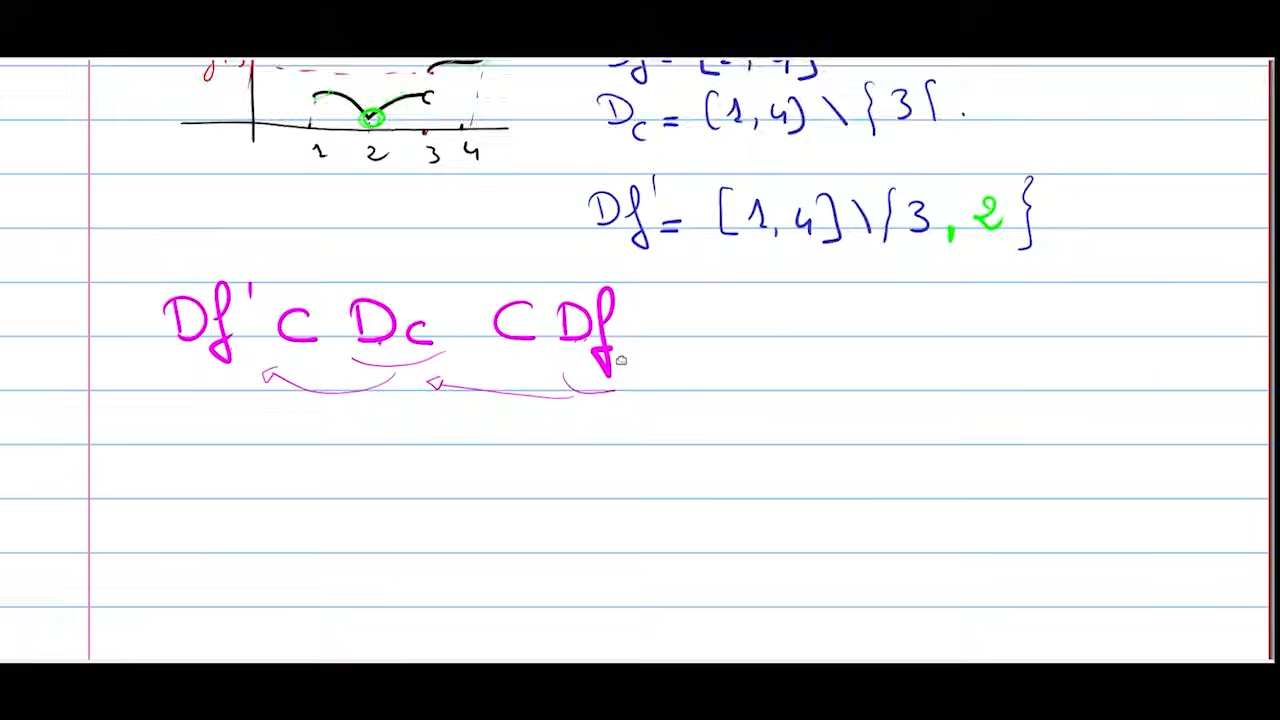 D_C = (1, 4) \ {3{.
1 2 3 4
Df' = [1, 4] \ {3, 2}
Df' C Dc C Df